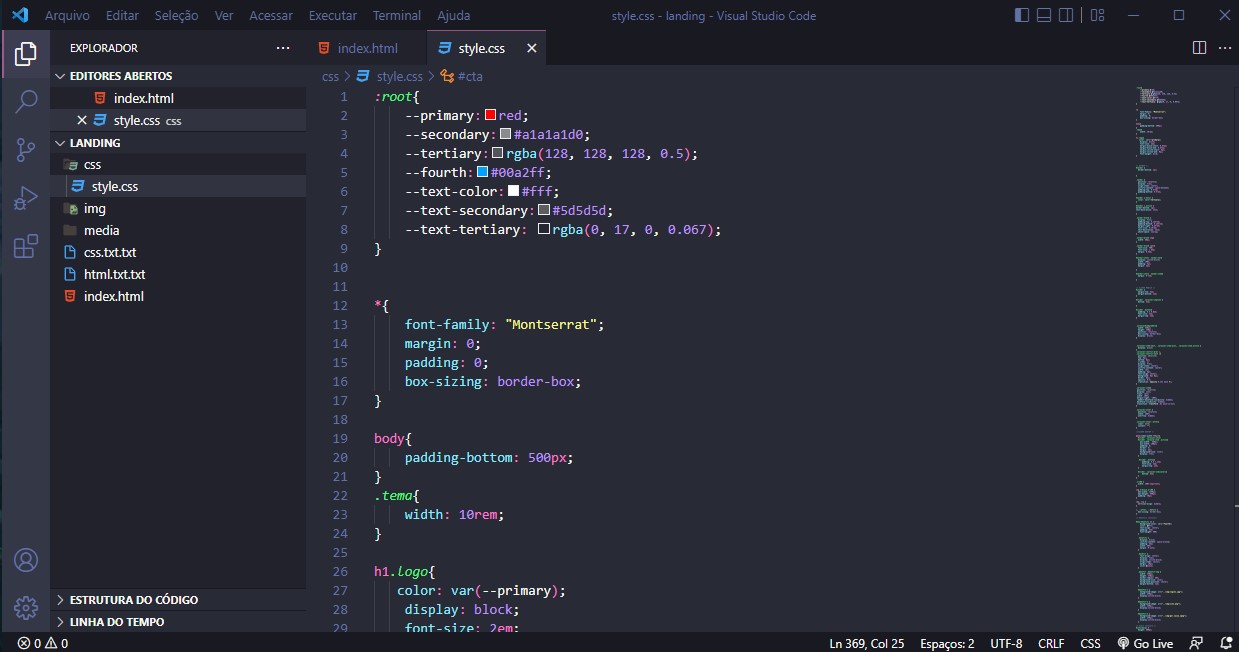 Arquivo Editar Seleção Ver Acessar Executar Terminal Ajuda
style.css - landing - Visual Studio Code
EXPLORADOR ...
EDITORES ABERTOS
index.html
style.css css
LANDING
css
style.css
img
media
css.txt.txt
html.txt.txt
index.html
ESTRUTURA DO CÓDIGO
LINHA DO TEMPO
index.html style.css
css > style.css > #cta
1 :root{
2 --primary:red;
3 --secondary:#a1a1a1d0;
4 --tertiary:rgba(128, 128, 128, 0.5);
5 --fourth:#00a2ff;
6 --text-color:#fff;
7 --text-secondary:#5d5d5d;
8 --text-tertiary: rgba(0, 17, 0, 0.067);
9 }
10
11
12 *{
13 font-family: "Montserrat";
14 margin: 0;
15 padding: 0;
16 box-sizing: border-box;
17 }
18
19 body{
20 padding-bottom: 500px;
21 }
22 .tema{
23 width: 10rem;
24 }
25
26 h1.logo{
27 color: var(--primary);
28 display: block;
29 font-size: 2em;
0 0 Ln 369, Col 25 Espaços: 2 UTF-8 CRLF CSS Go Live